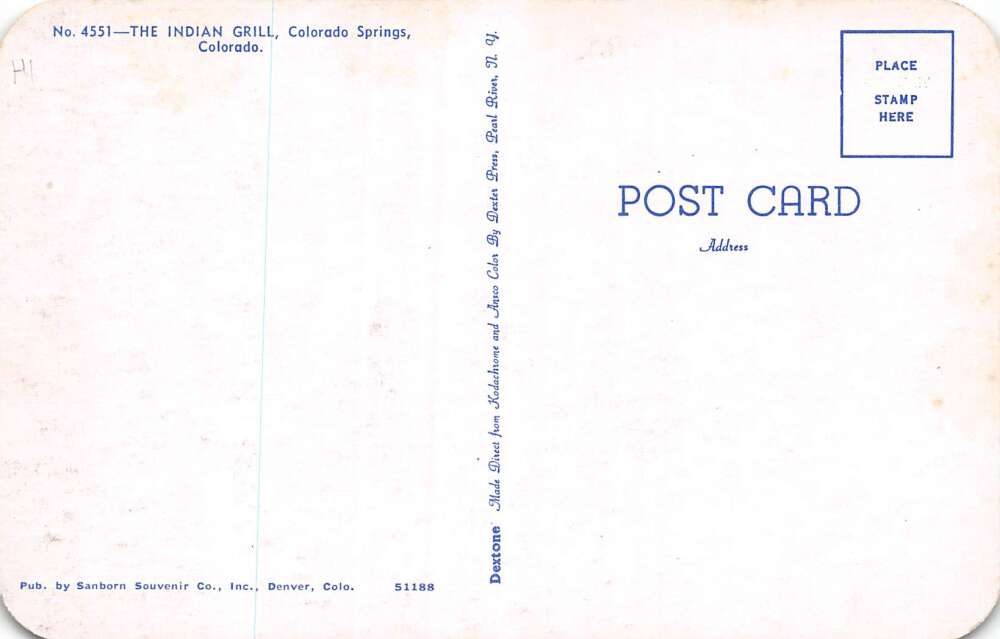 No. 4551—THE INDIAN GRILL, Colorado Springs,
Colorado.
H1
Pub. by Sanborn Souvenir Co., Inc., Denver, Colo. 51188
Dextone Made Direct from Kodachrome and Ansco Color By Dexter Press, Pearl River, N. Y.
PLACE
STAMP
HERE
POST CARD
Address